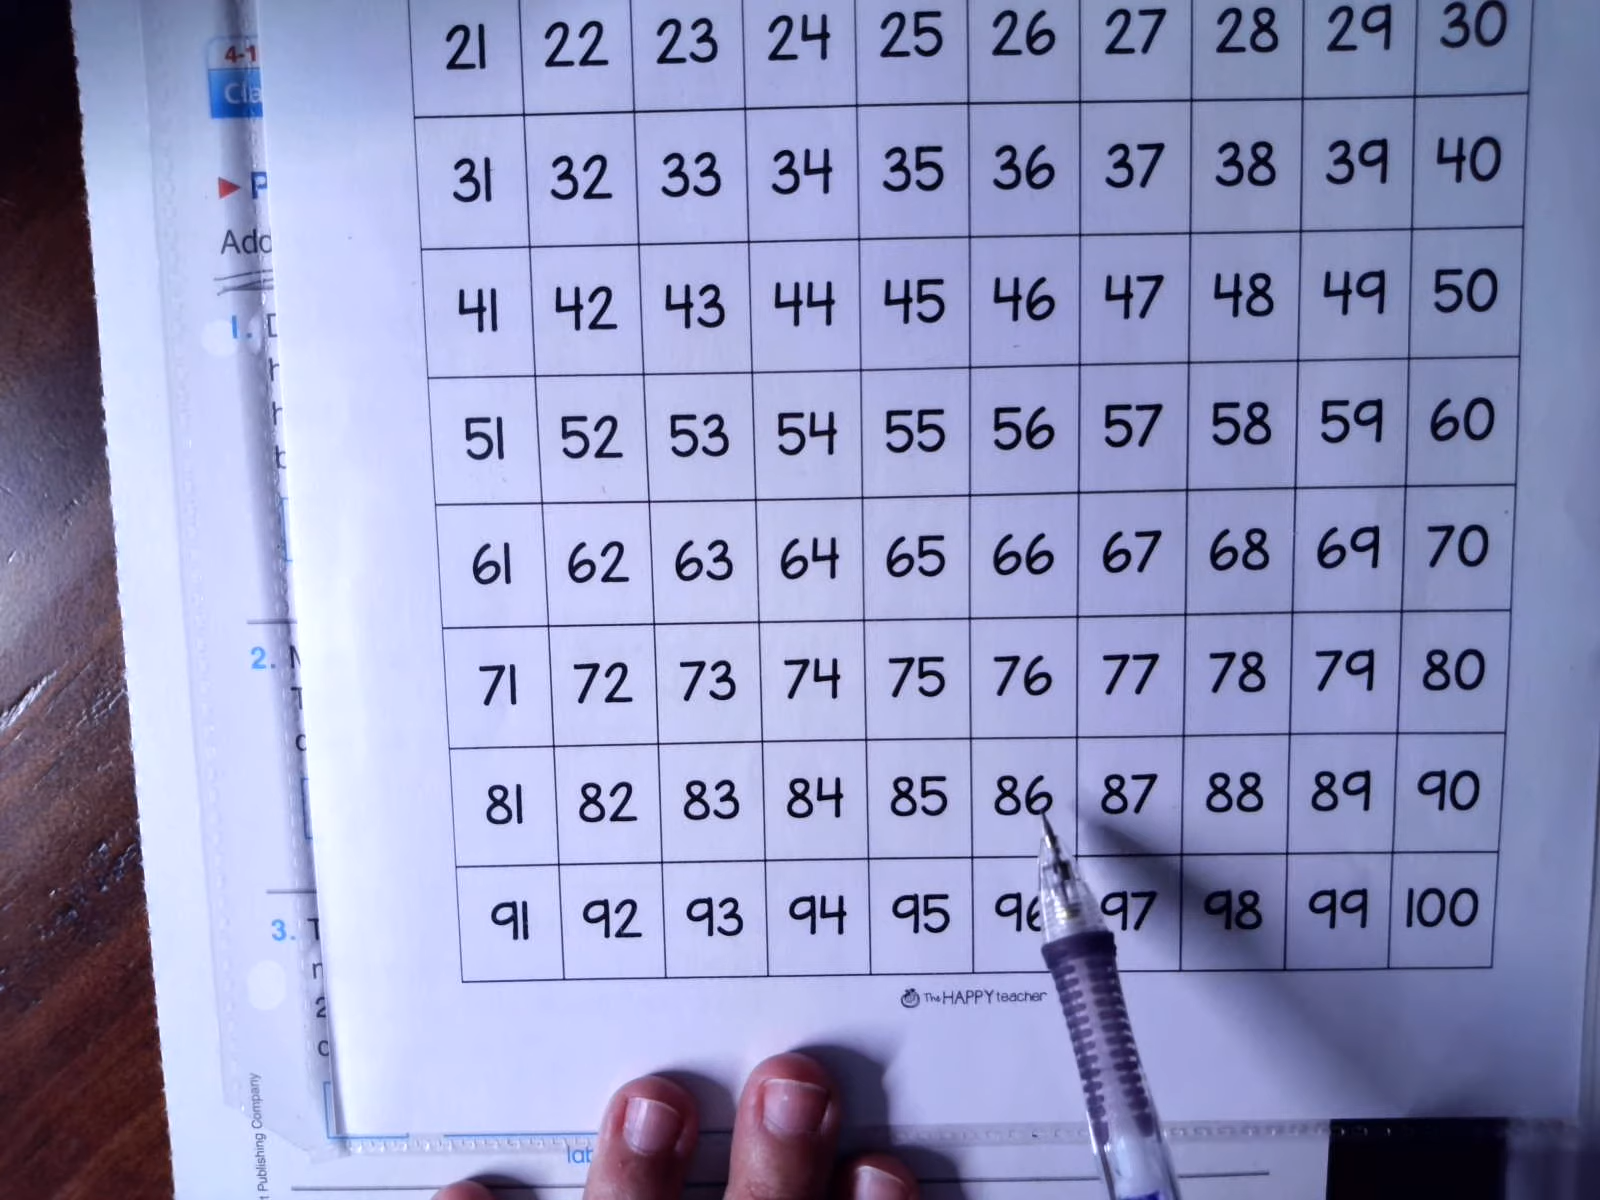 21 22 23 24 25 26 27 28 29 30
31 32 33 34 35 36 37 38 39 40
41 42 43 44 45 46 47 48 49 50
51 52 53 54 55 56 57 58 59 60
61 62 63 64 65 66 67 68 69 70
71 72 73 74 75 76 77 78 79 80
81 82 83 84 85 86 87 88 89 90
91 92 93 94 95 96 97 98 99 100
The HAPPY teacher
4-1
1.
2.
3.
Publishing Company